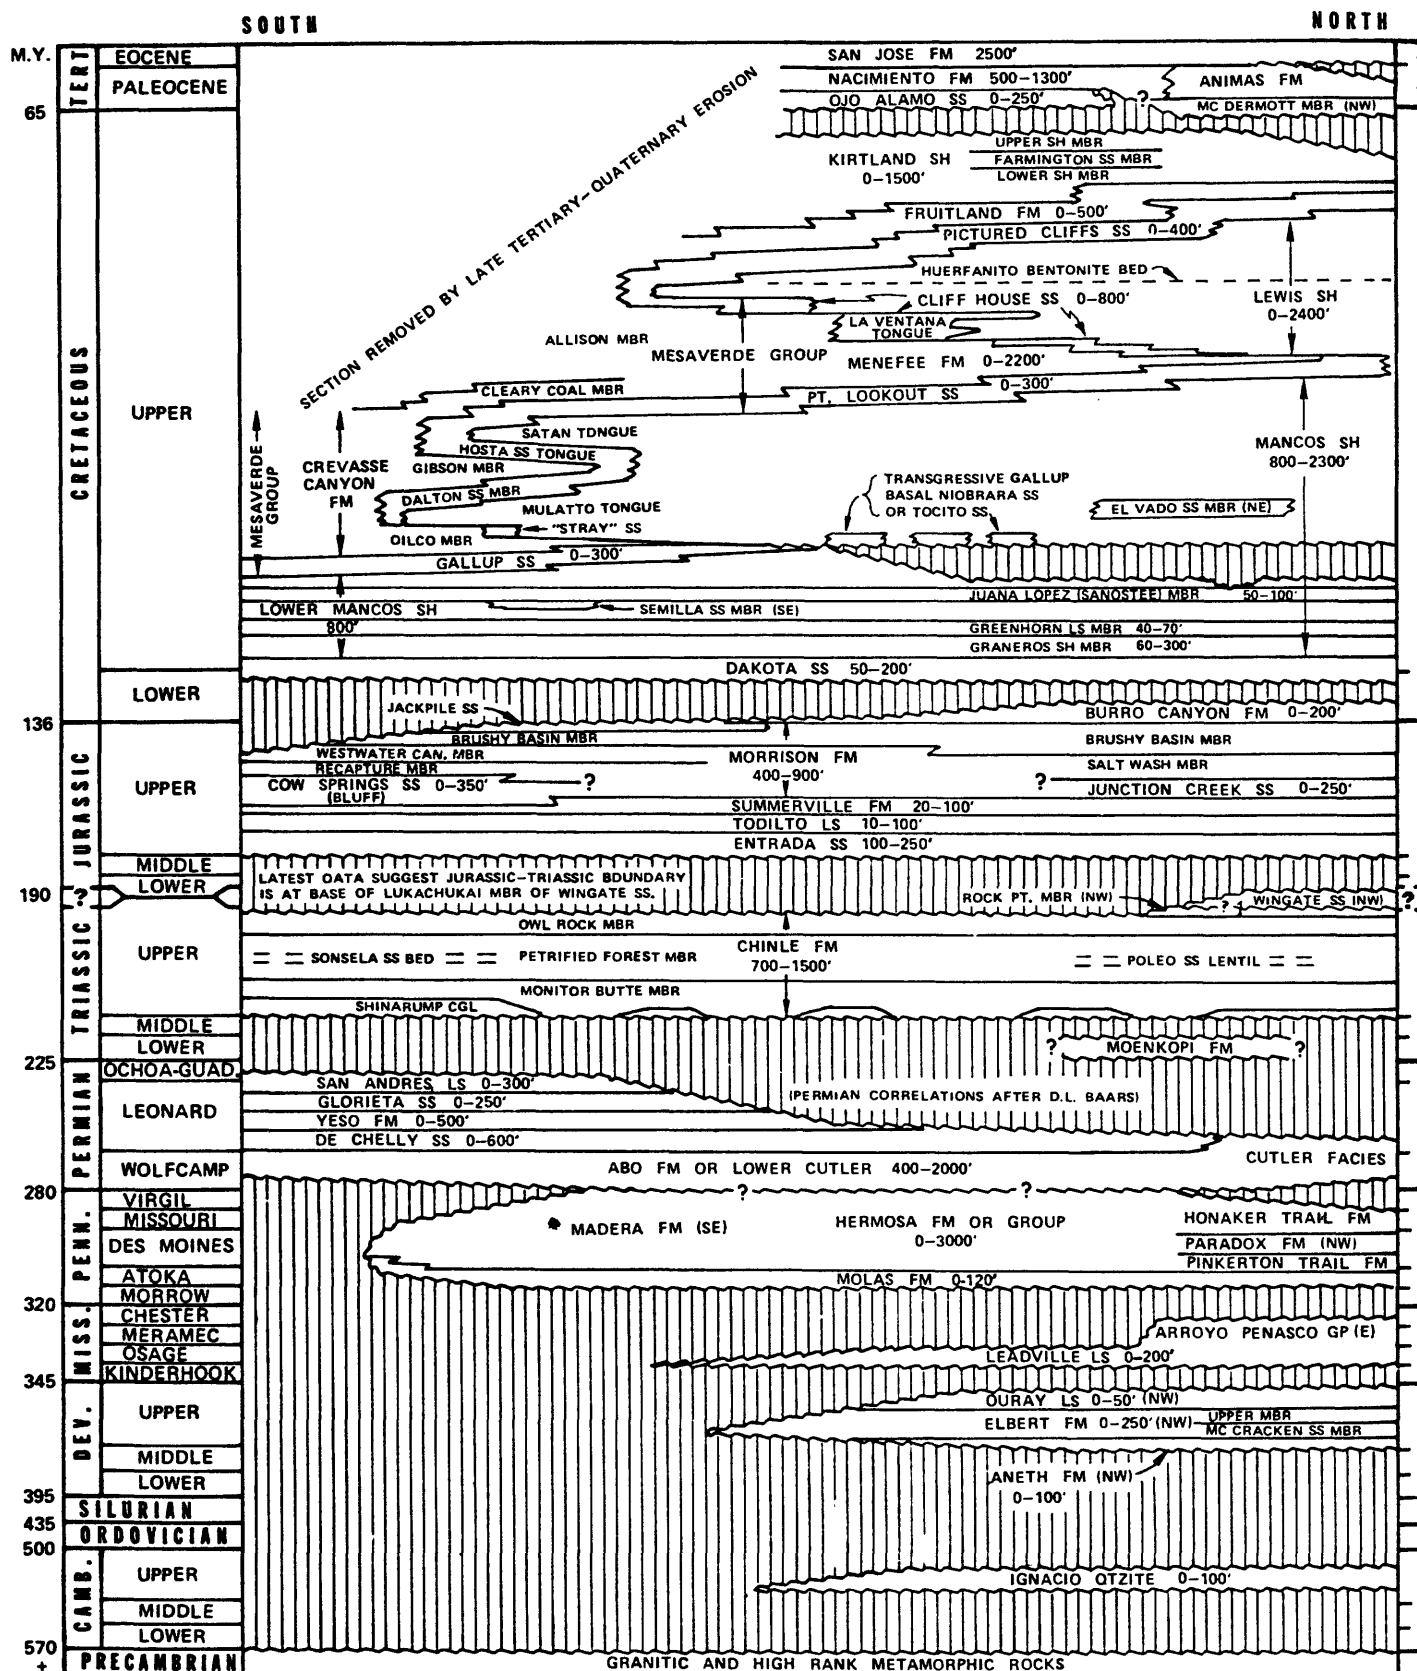 SOUTH
NORTH
M.Y.
TERT
EOCENE
PALEOCENE
65
SAN JOSE FM 2500'
NACIMIENTO FM 500-1300'
OJO ALAMO SS 0-250'
ANIMAS FM
?
MC DERMOTT MBR (NW)
SECTION REMOVED BY LATE TERTIARY-QUATERNARY EROSION
UPPER SH MBR
KIRTLAND SH
0-1500'
FARMINGTON SS MBR
LOWER SH MBR
FRUITLAND FM 0-500'
PICTURED CLIFFS SS 0-400'
HUERFANITO BENTONITE BED
CLIFF HOUSE SS 0-800'
LEWIS SH
0-2400'
LA VENTANA
TONGUE
ALLISON MBR
MESAVERDE GROUP
MENEFEE FM 0-2200'
CRETACEOUS
UPPER
CLEARY COAL MBR
0-300'
PT. LOOKOUT SS
MESAVERDE
GROUP
CREVASSE
CANYON
FM
SATAN TONGUE
HOSTA SS TONGUE
GIBSON MBR
DALTON SS MBR
MULATTO TONGUE
"STRAY" SS
OILCO MBR
MANCOS SH
800-2300'
TRANSGRESSIVE GALLUP
BASAL NIOBRARA SS
OR TOCITO SS
EL VADO SS MBR (NE)
GALLUP SS 0-300'
JUANA LOPEZ (SANOSTEE) MBR 50-100'
LOWER MANCOS SH
800'
SEMILLA SS MBR (SE)
GREENHORN LS MBR 40-70'
GRANEROS SH MBR 60-300'
DAKOTA SS 50-200'
LOWER
136
JACKPILE SS
BURRO CANYON FM 0-200'
JURASSIC
UPPER
BRUSHY BASIN MBR
BRUSHY BASIN MBR
WESTWATER CAN. MBR
MORRISON FM
400-900'
SALT WASH MBR
RECAPTURE MBR
COW SPRINGS SS 0-350'
(BLUFF)
?
?
JUNCTION CREEK SS 0-250'
SUMMERVILLE FM 20-100'
TODILTO LS 10-100'
ENTRADA SS 100-250'
MIDDLE
LOWER
190
?
LATEST DATA SUGGEST JURASSIC-TRIASSIC BOUNDARY
IS AT BASE OF LUKACHUKAI MBR OF WINGATE SS.
ROCK PT. MBR (NW)
?
WINGATE SS (NW)
?
TRIASSIC
UPPER
OWL ROCK MBR
CHINLE FM
700-1500'
SONSELA SS BED
PETRIFIED FOREST MBR
POLEO SS LENTIL
MONITOR BUTTE MBR
SHINARUMP CGL
MIDDLE
LOWER
?
MOENKOPI FM
?
225
PERMIAN
OCHOA-GUAD.
LEONARD
SAN ANDRES LS 0-300'
GLORIETA SS 0-250'
YESO FM 0-500'
DE CHELLY SS 0-600'
(PERMIAN CORRELATIONS AFTER D.L. BAARS)
WOLFCAMP
ABO FM OR LOWER CUTLER 400-2000'
CUTLER FACIES
280
PENN.
VIRGIL
MISSOURI
DES MOINES
ATOKA
MORROW
?
?
MADERA FM (SE)
HERMOSA FM OR GROUP
0-3000'
HONAKER TRAIL FM
PARADOX FM (NW)
PINKERTON TRAIL FM
MOLAS FM 0-120'
320
MISS.
CHESTER
MERAMEC
OSAGE
KINDERHOOK
ARROYO PENASCO GP (E)
LEADVILLE LS 0-200'
345
DEV.
UPPER
MIDDLE
LOWER
OURAY LS 0-50' (NW)
ELBERT FM 0-250' (NW)
UPPER MBR
MC CRACKEN SS MBR
ANETH FM (NW)
0-100'
395
SILURIAN
435
ORDOVICIAN
500
CAMB.
UPPER
MIDDLE
LOWER
IGNACIO QTZITE 0-100'
570
+
PRECAMBRIAN
GRANITIC AND HIGH RANK METAMORPHIC ROCKS